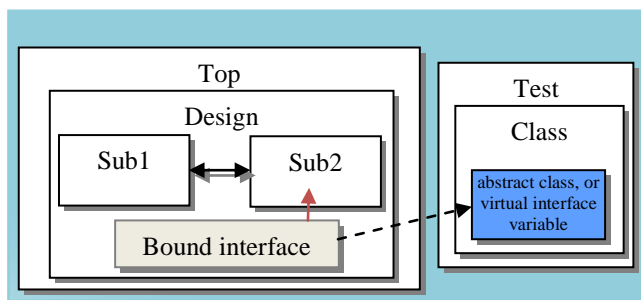 Top
Design
Sub1
Sub2
Bound interface
Test
Class
abstract class, or
virtual interface
variable